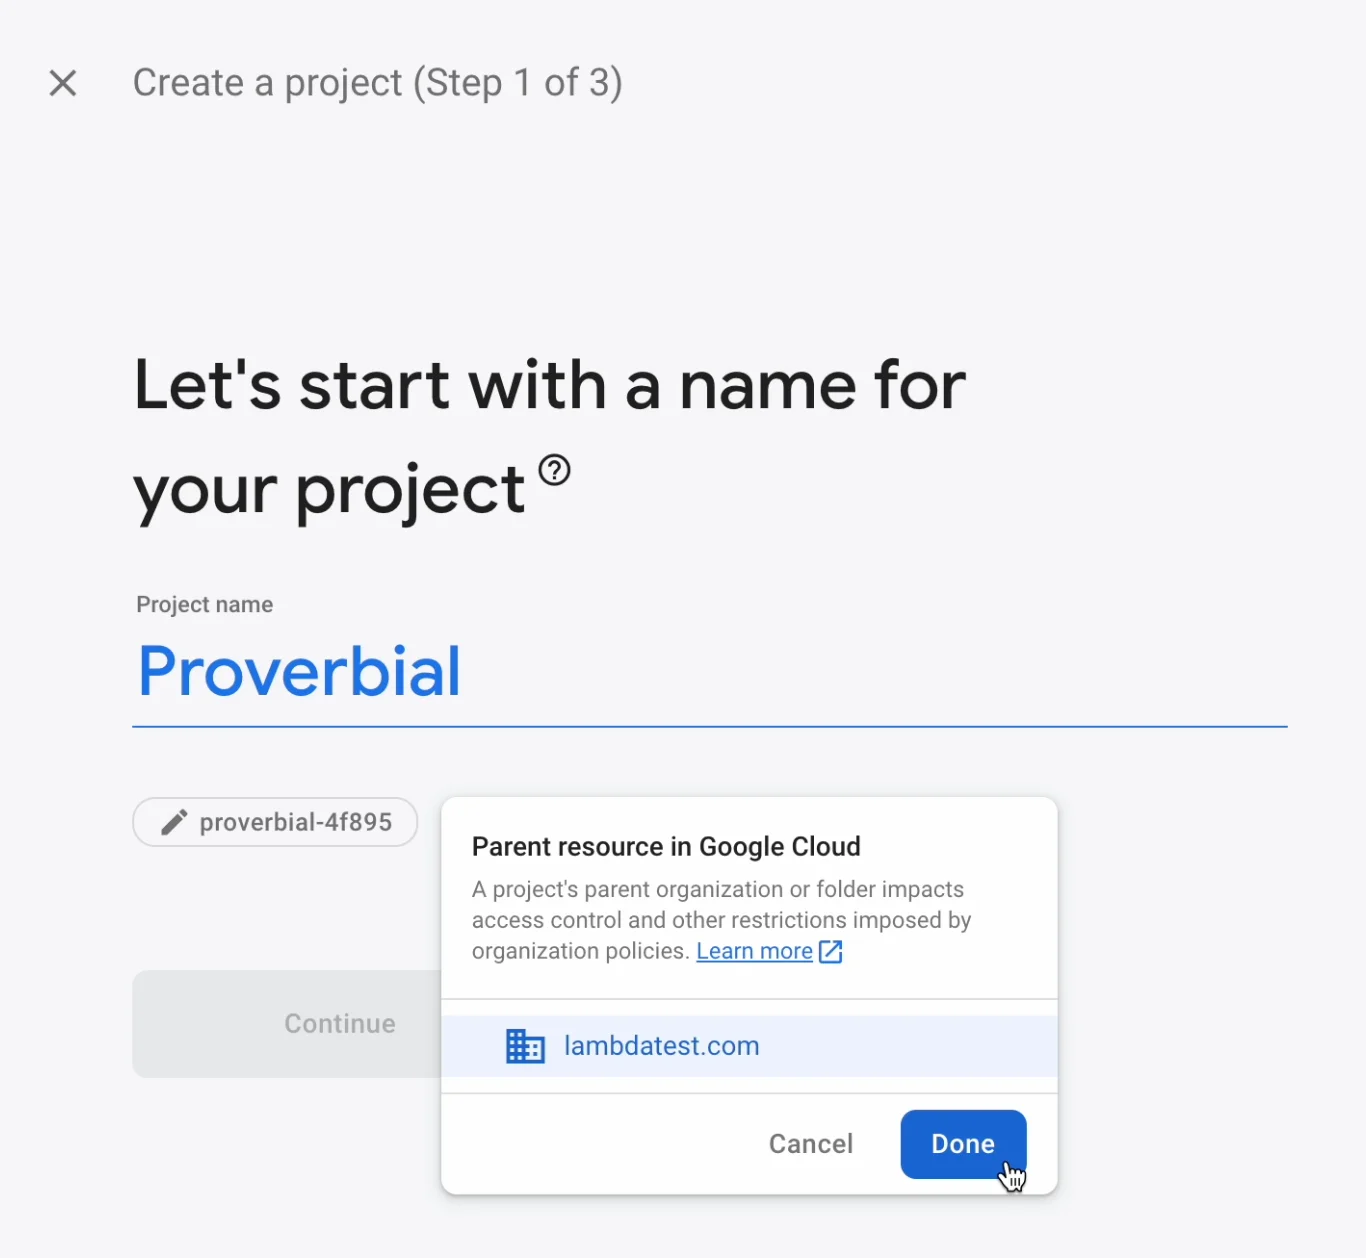 Create a project (Step 1 of 3)
Let's start with a name for
your project
Project name
Proverbial
proverbial-4f895
Parent resource in Google Cloud
A project's parent organization or folder impacts
access control and other restrictions imposed by
organization policies. Learn more
Continue
lambdatest.com
Cancel
Done